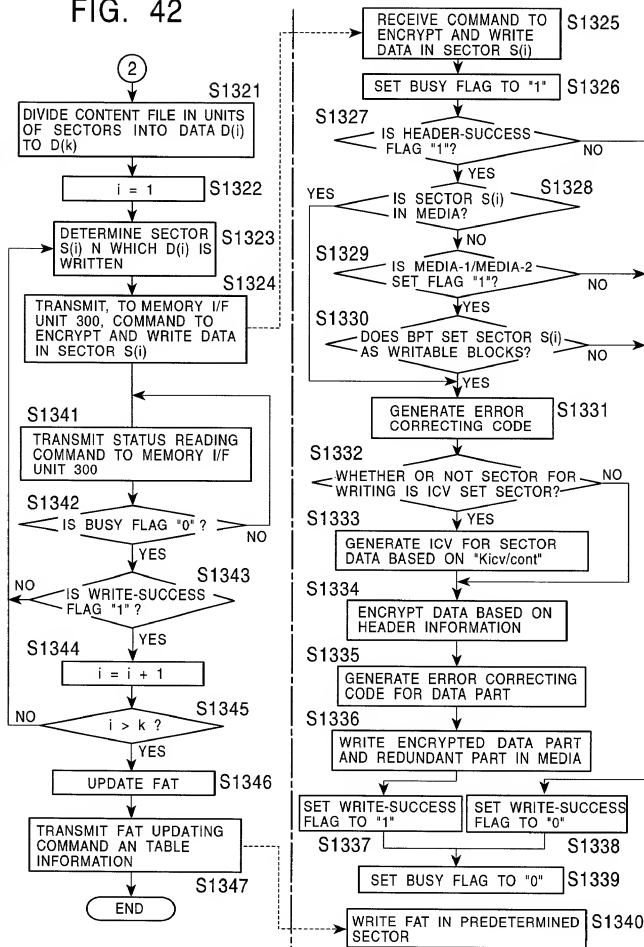 FIG. 42
2
S1321
DIVIDE CONTENT FILE IN UNITS
OF SECTORS INTO DATA D(i)
TO D(k)
i = 1
S1322
DETERMINE SECTOR
S(i) N WHICH D(i) IS
WRITTEN
S1323
S1324
TRANSMIT, TO MEMORY I/F
UNIT 300, COMMAND TO
ENCRYPT AND WRITE DATA
IN SECTOR S(i)
S1341
TRANSMIT STATUS READING
COMMAND TO MEMORY I/F
UNIT 300
S1342
IS BUSY FLAG "0" ?
NO
YES
S1343
NO
IS WRITE-SUCCESS
FLAG "1" ?
YES
S1344
i = i + 1
S1345
NO
i > k ?
YES
UPDATE FAT
S1346
TRANSMIT FAT UPDATING
COMMAND AN TABLE
INFORMATION
S1347
END
RECEIVE COMMAND TO
ENCRYPT AND WRITE
DATA IN SECTOR S(i)
S1325
SET BUSY FLAG TO "1"
S1326
S1327
IS HEADER-SUCCESS
FLAG "1"?
NO
YES
S1328
YES
IS SECTOR S(i)
IN MEDIA?
NO
S1329
IS MEDIA-1/MEDIA-2
SET FLAG "1"?
NO
YES
S1330
DOES BPT SET SECTOR S(i)
AS WRITABLE BLOCKS?
NO
YES
GENERATE ERROR
CORRECTING CODE
S1331
S1332
WHETHER OR NOT SECTOR FOR
WRITING IS ICV SET SECTOR?
NO
YES
S1333
GENERATE ICV FOR SECTOR
DATA BASED ON "Kicv/cont"
S1334
ENCRYPT DATA BASED ON
HEADER INFORMATION
S1335
GENERATE ERROR CORRECTING
CODE FOR DATA PART
S1336
WRITE ENCRYPTED DATA PART
AND REDUNDANT PART IN MEDIA
SET WRITE-SUCCESS
FLAG TO "1"
S1337
SET WRITE-SUCCESS
FLAG TO "0"
S1338
SET BUSY FLAG TO "0"
S1339
WRITE FAT IN PREDETERMINED
SECTOR
S1340